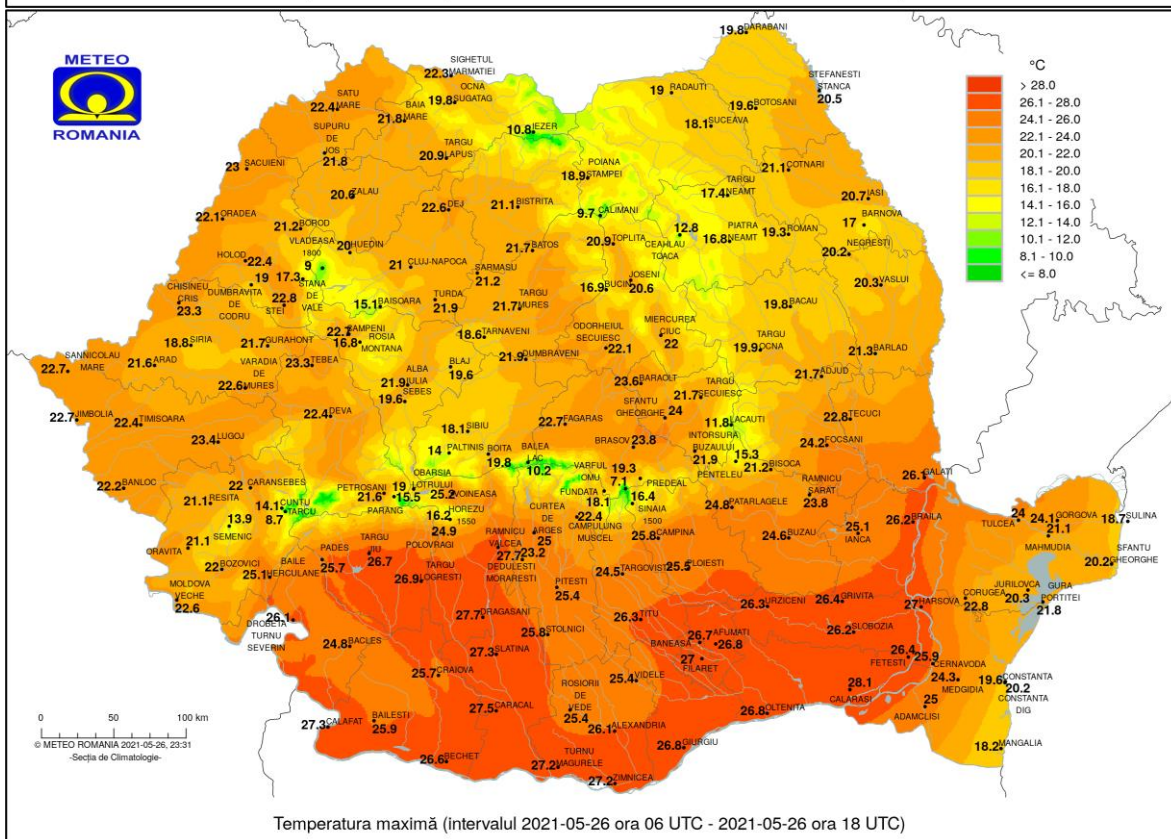 METEO
ROMANIA
°C
> 28.0
26.1 - 28.0
24.1 - 26.0
22.1 - 24.0
20.1 - 22.0
18.1 - 20.0
16.1 - 18.0
14.1 - 16.0
12.1 - 14.0
10.1 - 12.0
8.1 - 10.0
<= 8.0
19.8 DARABANI
SIGHETUL
22.3 MARMATIEI
OCNA
19.8 SUGATAG
SATU
22.4 MARE
BAIA
21.8 MARE
19 RADAUTI
STEFANESTI
STANCA
20.5
19.6 BOTOSANI
18.1 SUCEAVA
10.8 IEZER
SUPURU
DE
JOS
21.8
TARGU
20.9 LAPUS
23 SACUIENI
POIANA
18.9 STAMPEI
21.1 COTNARI
20.6 ZALAU
22.6 DEJ
21.1 BISTRITA
TARGU
17.4 NEAMT
20.7 IASI
22.1 ORADEA
21.2 BOROD
9.7 CALIMANI
BARNOVA
17
VLADEASA
1800
9
20 HUEDIN
20.9 TOPLITA
12.8
CEAHLAU
TOACA
PIATRA
16.8 NEAMT
19.3 ROMAN
NEGRESTI
20.2
HOLOD
22.4
21.7 BATOS
19
DUMBRAVITA
DE
CODRU
17.3
STANA
DE
VALE
21 CLUJ-NAPOCA
SARMASU
21.2
JOSENI
20.6
16.9 BUCIN
20.3 VASLUI
CHISINEU
CRIS
23.3
22.8
STEI
15.1 BAISOARA
TURDA
21.9
TARGU
21.7 MURES
19.8 BACAU
22.7 CAMPENI
16.8
ROSIA
MONTANA
18.6 TARNAVENI
ODORHEIUL
SECUIESC
22.1
MIERCUREA
CIUC
22
TARGU
19.9 OCNA
18.8 SIRIA
21.7 GURAHONT
21.3 BARLAD
SANNICOLAU
22.7 MARE
21.6 ARAD
VARADIA
DE
22.6 MURES
23.3 TEBEA
BLAJ
19.6
21.9 DUMBRAVENI
21.7 ADJUD
ALBA
21.9 IULIA
SEBES
19.6
23.6 BARAOLT
TARGU
21.7 SECUIESC
22.7 JIMBOLIA
22.4 TIMISOARA
22.4 DEVA
22.7 FAGARAS
SFANTU
GHEORGHE 24
11.8 LACAUTI
22.8 TECUCI
23.4 LUGOJ
18.1 SIBIU
BRASOV 23.8
INTORSURA
BUZAULUI
21.9
15.3
PENTELEU
24.2 FOCSANI
14 PALTINIS
BOITA
19.8
BALEA
LAC
10.2
21.2 BISOCA
26.1 GALATI
22.2 BANLOC
22 CARANSEBES
PETROSANI
21.6
19
OBARSIA
LOTRULUI
15.5
PARANG
25.2 VOINEASA
VARFUL
OMU
7.1
19.3
PREDEAL
FUNDATA
18.1
16.4
SINAIA
1500
24.8 PATARLAGELE
RAMNICU
SARAT
23.8
21.1 RESITA
14.1 CUNTU
TARCU
8.7
13.9
SEMENIC
16.2 HOREZU
1550
24.9
POLOVRAGI
CURTEA
DE
ARGES
25
22.4
CAMPULUNG
MUSCEL
25.8 CAMPINA
24.6 BUZAU
25.1
IANCA
26.2 BRAILA
24
TULCEA
24.1 GORGOVA
21.1
MAHMUDIA
18.7 SULINA
21.1
ORAVITA
PADES
25.7
TARGU
JIU
26.7
RAMNICU
VALCEA
27.7
23.2
DEDULESTI
MORARESTI
SFANTU
20.2 GHEORGHE
22 BOZOVICI
BAILE
25.1 HERCULANE
TARGU
26.9 LOGRESTI
PITESTI
25.4
24.5 TARGOVISTE
25.5 PLOIESTI
MOLDOVA
VECHE
22.6
JURILOVCA
20.3
GURA
PORTITEI
21.8
CORUGEA
22.8
26.1
DROBETA
TURNU
SEVERIN
27.7 DRAGASANI
26.3 TITU
26.3 URZICENI
26.4 GRIVITA
27 HARSOVA
24.8 BACLES
25.8 STOLNICI
BANEASA 26.7 AFUMATI
26.8
27
FILARET
26.2 SLOBOZIA
27.3 SLATINA
26.4
FETESTI
25.9
CERNAVODA
25.7 CRAIOVA
25.4 VIDELE
28.1
CALARASI
24.3
MEDGIDIA
19.6 CONSTANTA
20.2
CONSTANTA
DIG
ROSIORII
DE
VEDE
25.4
27.5 CARACAL
26.8 OLTENITA
25
ADAMCLISI
27.3 CALAFAT
BAILESTI
25.9
26.1 ALEXANDRIA
26.8 GIURGIU
18.2 MANGALIA
26.6 BECHET
TURNU
27.2 MAGURELE
27.2 ZIMNICEA
0 50 100 km
© METEO ROMANIA 2021-05-26, 23:31
-Secția de Climatologie-
Temperatura maximă (intervalul 2021-05-26 ora 06 UTC - 2021-05-26 ora 18 UTC)